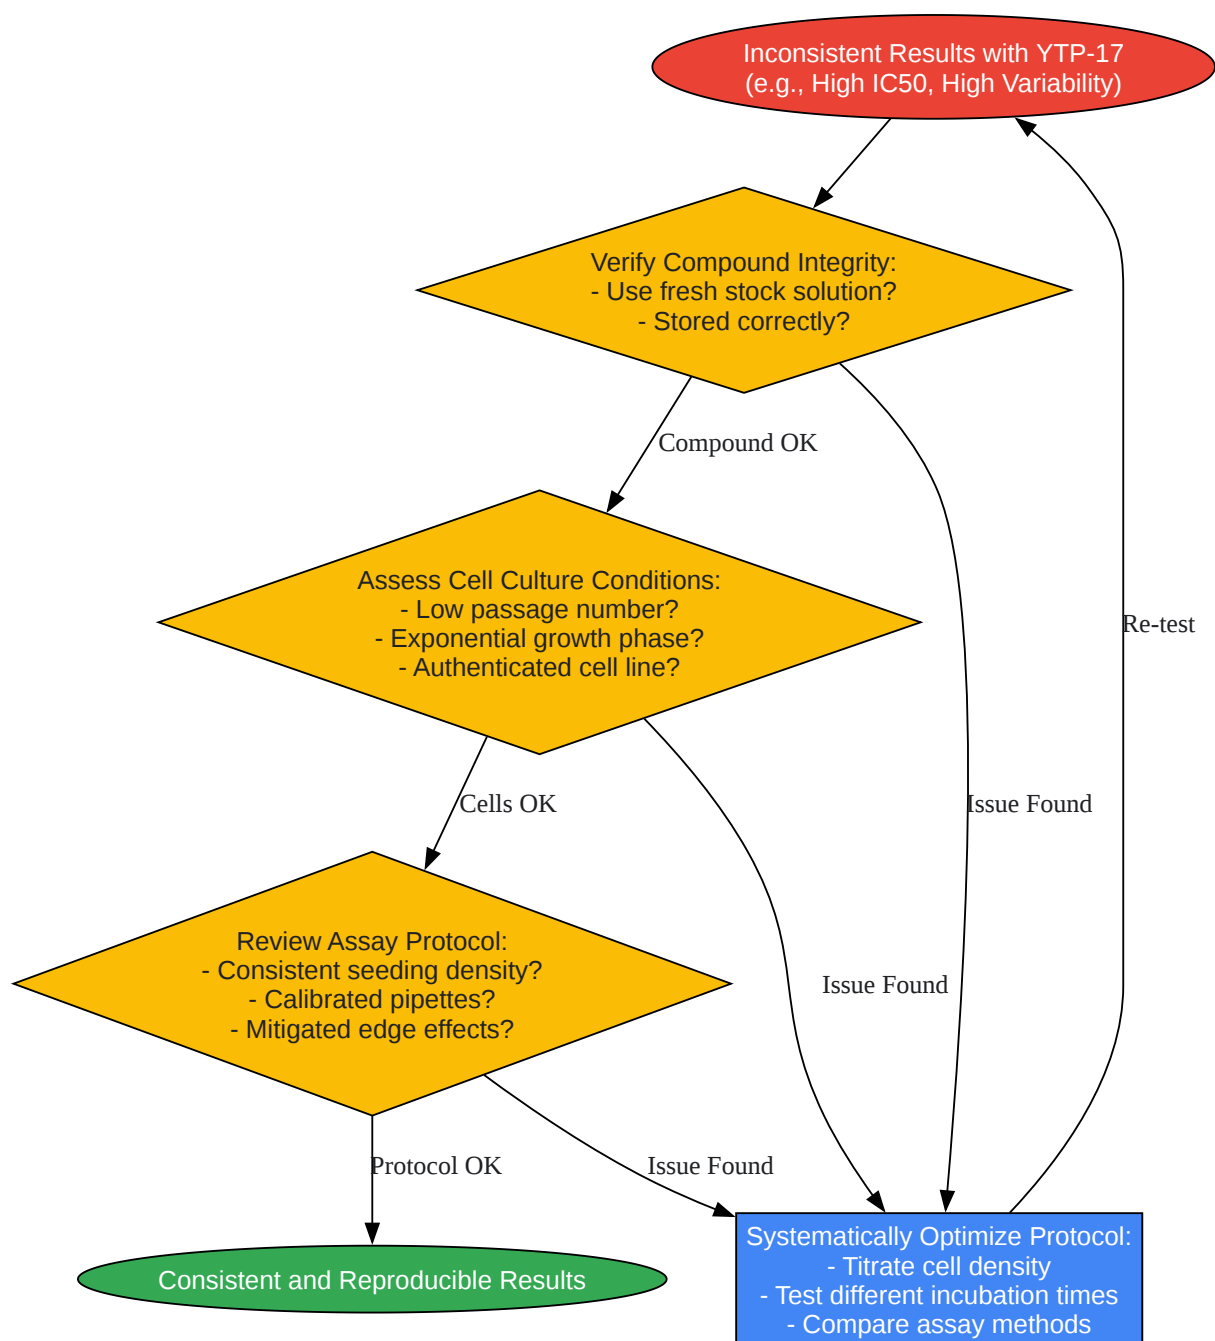 Inconsistent Results with YTP-17
(e.g., High IC50, High Variability)
Verify Compound Integrity:
- Use fresh stock solution?
- Stored correctly?
Compound OK
Assess Cell Culture Conditions:
- Low passage number?
- Exponential growth phase?
- Authenticated cell line?
Re-test
Cells OK
Issue Found
Review Assay Protocol:
- Consistent seeding density?
- Calibrated pipettes?
- Mitigated edge effects?
Issue Found
Protocol OK
Issue Found
Systematically Optimize Protocol:
- Titrate cell density
- Test different incubation times
- Compare assay methods
Consistent and Reproducible Results